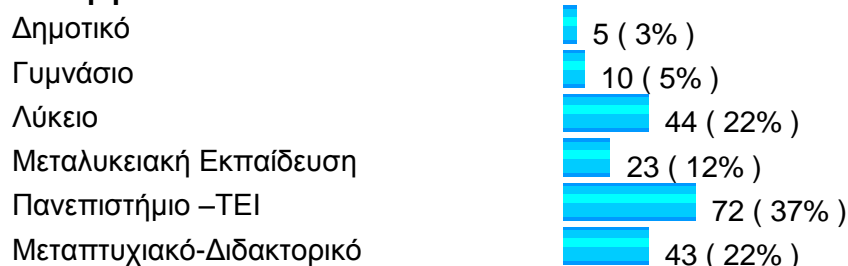 Δημοτικό 5 ( 3% )
Γυμνάσιο 10 ( 5% )
Λύκειο 44 ( 22% )
Μεταλυκειακή Εκπαίδευση 23 ( 12% )
Πανεπιστήμιο –ΤΕΙ 72 ( 37% )
Μεταπτυχιακό-Διδακτορικό 43 ( 22% )